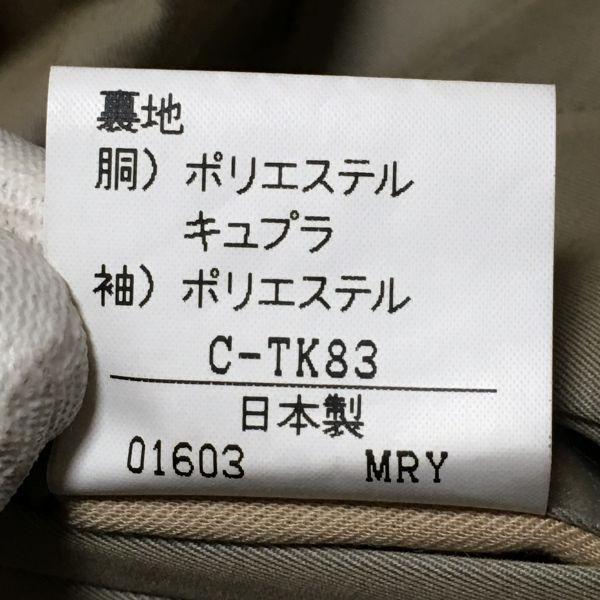 裏地
胴）ポリエステル
キュプラ
袖）ポリエステル
C-TK83
日本製
01603 MRY